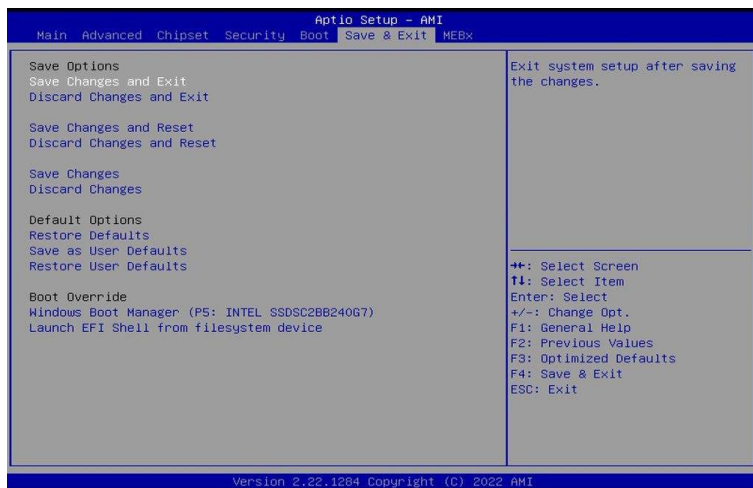 Aptio Setup - AMI
Main Advanced Chipset Security Boot Save & Exit MEBx
Save Options
Save Changes and Exit
Discard Changes and Exit
Save Changes and Reset
Discard Changes and Reset
Save Changes
Discard Changes
Default Options
Restore Defaults
Save as User Defaults
Restore User Defaults
Boot Override
Windows Boot Manager (P5: INTEL SSDSC2BB240G7)
Launch EFI Shell from filesystem device
Exit system setup after saving
the changes.
→←: Select Screen
↑↓: Select Item
Enter: Select
+/-: Change Opt.
F1: General Help
F2: Previous Values
F3: Optimized Defaults
F4: Save & Exit
ESC: Exit
Version 2.22.1284 Copyright (C) 2022 AMI